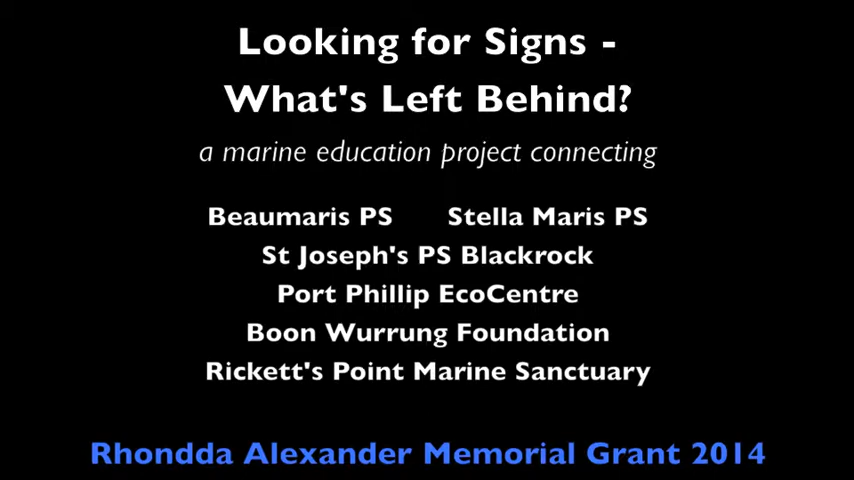 Looking for Signs -
What's Left Behind?
a marine education project connecting
Beaumaris PS Stella Maris PS
St Joseph's PS Blackrock
Port Phillip EcoCentre
Boon Wurrung Foundation
Rickett's Point Marine Sanctuary
Rhondda Alexander Memorial Grant 2014